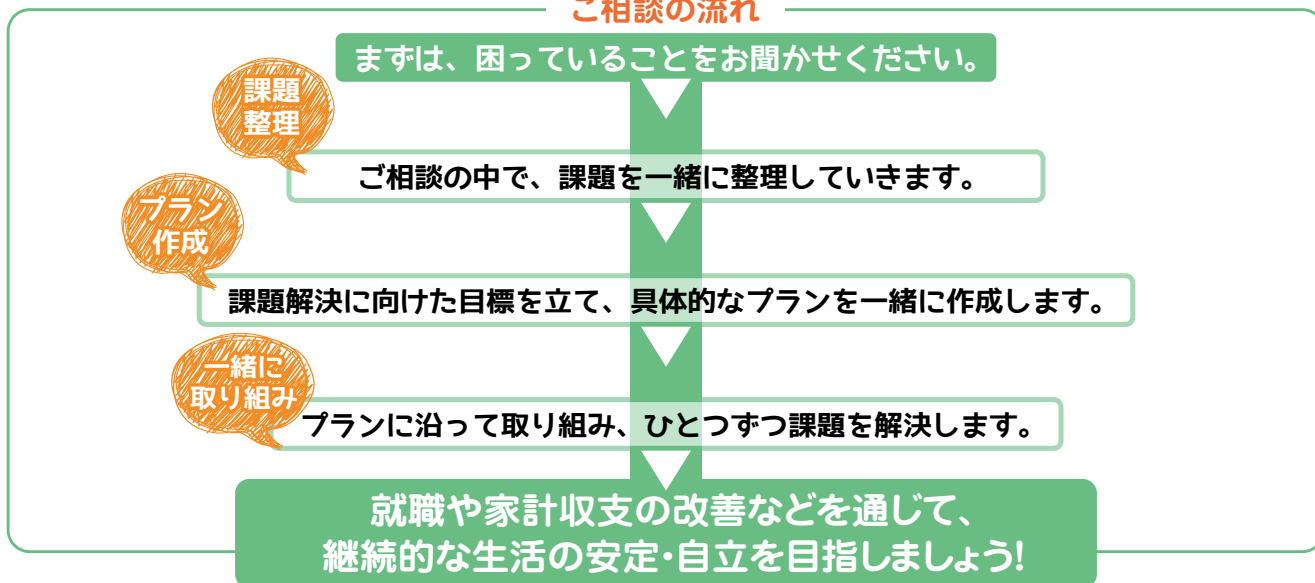 ご相談の流れ
まずは、困っていることをお聞かせください。
課題
整理
ご相談の中で、課題を一緒に整理していきます。
プラン
作成
課題解決に向けた目標を立て、具体的なプランを一緒に作成します。
一緒に
取り組み
プランに沿って取り組み、ひとつずつ課題を解決します。
就職や家計収支の改善などを通じて、
継続的な生活の安定・自立を目指しましょう!